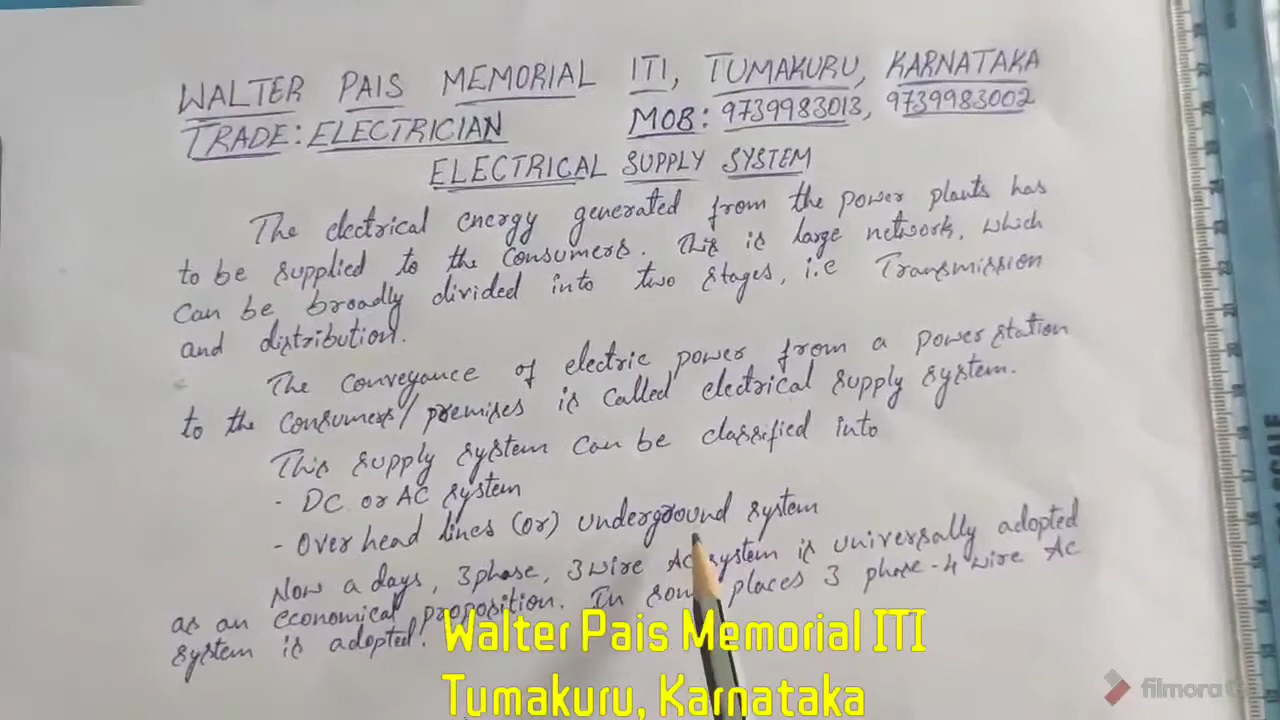 WALTER PAIS MEMORIAL ITI, TUMAKURU, KARNATAKA
TRADE: ELECTRICIAN MOB: 9739983013, 9739983002
ELECTRICAL SUPPLY SYSTEM
The electrical energy generated from the power plants has
to be supplied to the consumers. This is large network, which
can be broadly divided into two stages, i.e Transmission
and distribution.
The conveyance of electric power from a power station
to the consumers/premises is called electrical supply system.
This supply system can be classified into
- DC or AC system
- Over head lines (or) underground system
Now a days, 3 phase, 3 wire AC system is universally adopted
as an economical proposition. In some places 3 phase-4 wire AC
system is adopted.
Walter Pais Memorial ITI
Tumakuru, Karnataka
SCALE
filmora